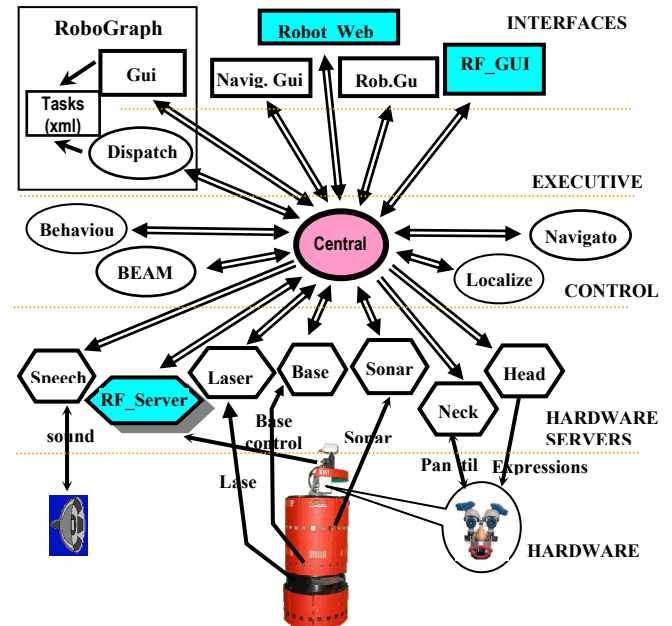 RoboGraph
INTERFACES
Robot_Web
Gui
Navig. Gui
Rob.Gu
RF_GUI
Tasks
(xml)
Dispatch
EXECUTIVE
Behaviou
Central
Navigato
BEAM
Localize
CONTROL
Speech
RF_Server
Laser
Base
Sonar
Neck
Head
HARDWARE
SERVERS
sound
Base
control
Sonar
Lase
Pan til
Expressions
HARDWARE